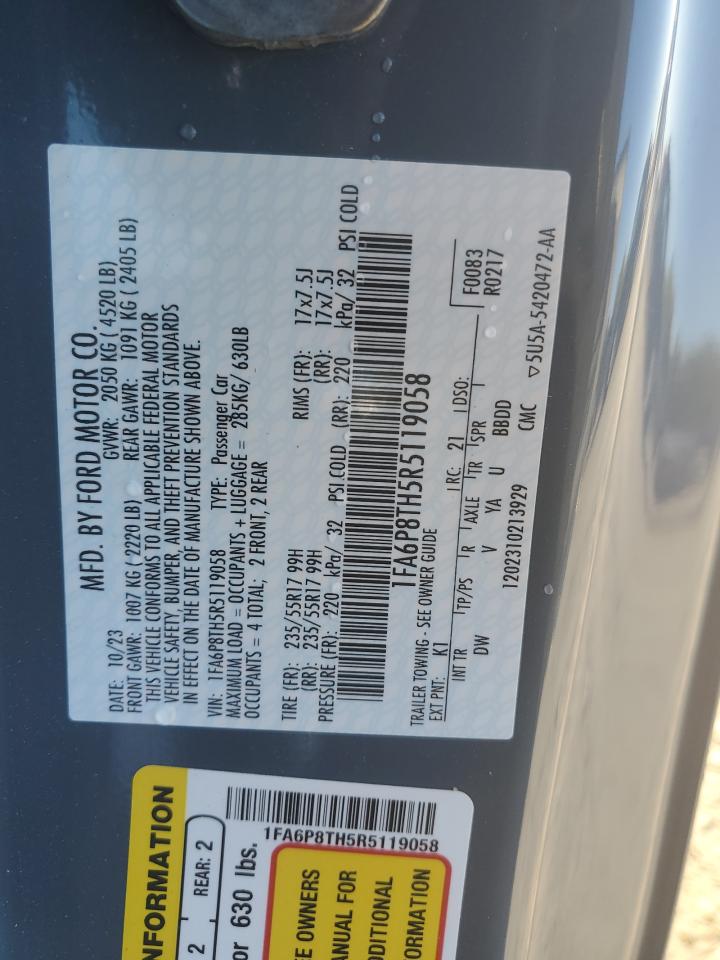 MFD. BY FORD MOTOR CO.
DATE: 10/23 GVWR: 2050 KG ( 4520 LB)
FRONT GAWR: 1007 KG ( 2220 LB) REAR GAWR: 1091 KG ( 2405 LB)
THIS VEHICLE CONFORMS TO ALL APPLICABLE FEDERAL MOTOR
VEHICLE SAFETY, BUMPER, AND THEFT PREVENTION STANDARDS
IN EFFECT ON THE DATE OF MANUFACTURE SHOWN ABOVE.
VIN: 1FA6P8TH5R5119058 TYPE: Passenger Car
MAXIMUM LOAD = OCCUPANTS + LUGGAGE = 285KG/ 630LB
OCCUPANTS = 4 TOTAL; 2 FRONT, 2 REAR
TIRE (FR): 235/55R17 99H RIMS (FR): 17x7.5J
(RR): 235/55R17 99H (RR): 17x7.5J
PRESSURE (FR): 220 kPa/ 32 PSI COLD (RR): 220 kPa/ 32 PSI COLD
1FA6P8TH5R5119058
TRAILER TOWING - SEE OWNER GUIDE
EXT PNT: K1 RC: 21 DSO: F0083
R0217
INT TR TP/PS R AXLE TR SPR
DW V YA U BBDD
CMC ▽5U5A-5420472-AA
1202310213929
NFORMATION
2 REAR: 2
or 630 lbs.
1FA6P8TH5R5119058
EE OWNERS
ANUAL FOR
DDITIONAL
FORMATION